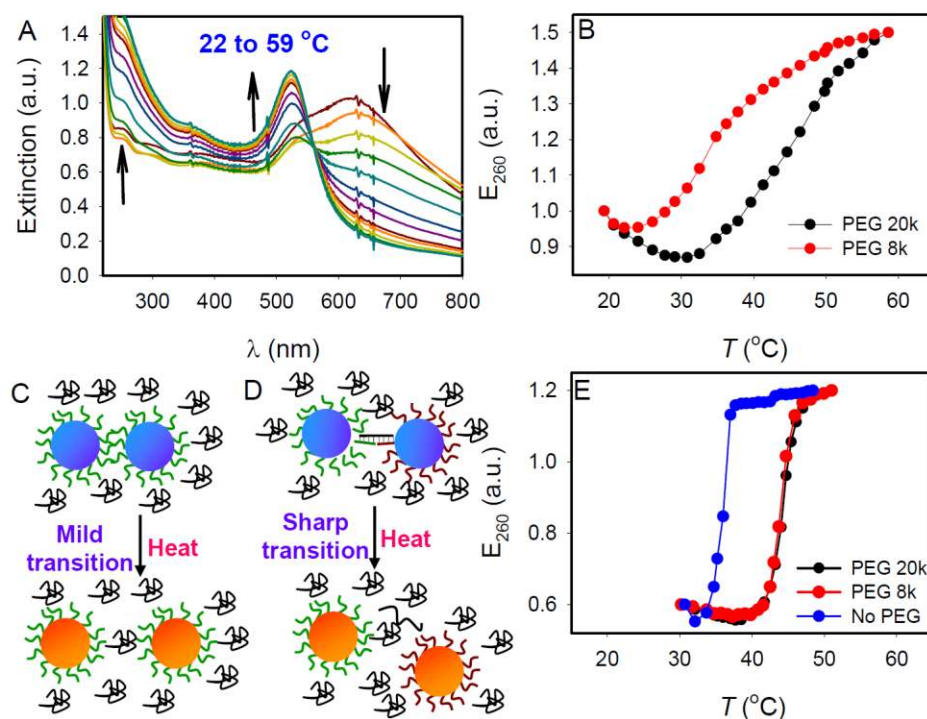 A
22 to 59 °C
Extinction (a.u.)
1.4
1.2
1.0
0.8
0.6
0.4
0.2
0.0
300 400 500 600 700 800
λ (nm)
B
E260 (a.u.)
1.5
1.4
1.3
1.2
1.1
1.0
0.9
PEG 20k
PEG 8k
20 30 40 50 60
T (°C)
C
Mild
transition
Heat
D
Sharp
transition
Heat
E
E260 (a.u.)
1.2
1.0
0.8
0.6
PEG 20k
PEG 8k
No PEG
20 30 40 50 60
T (°C)